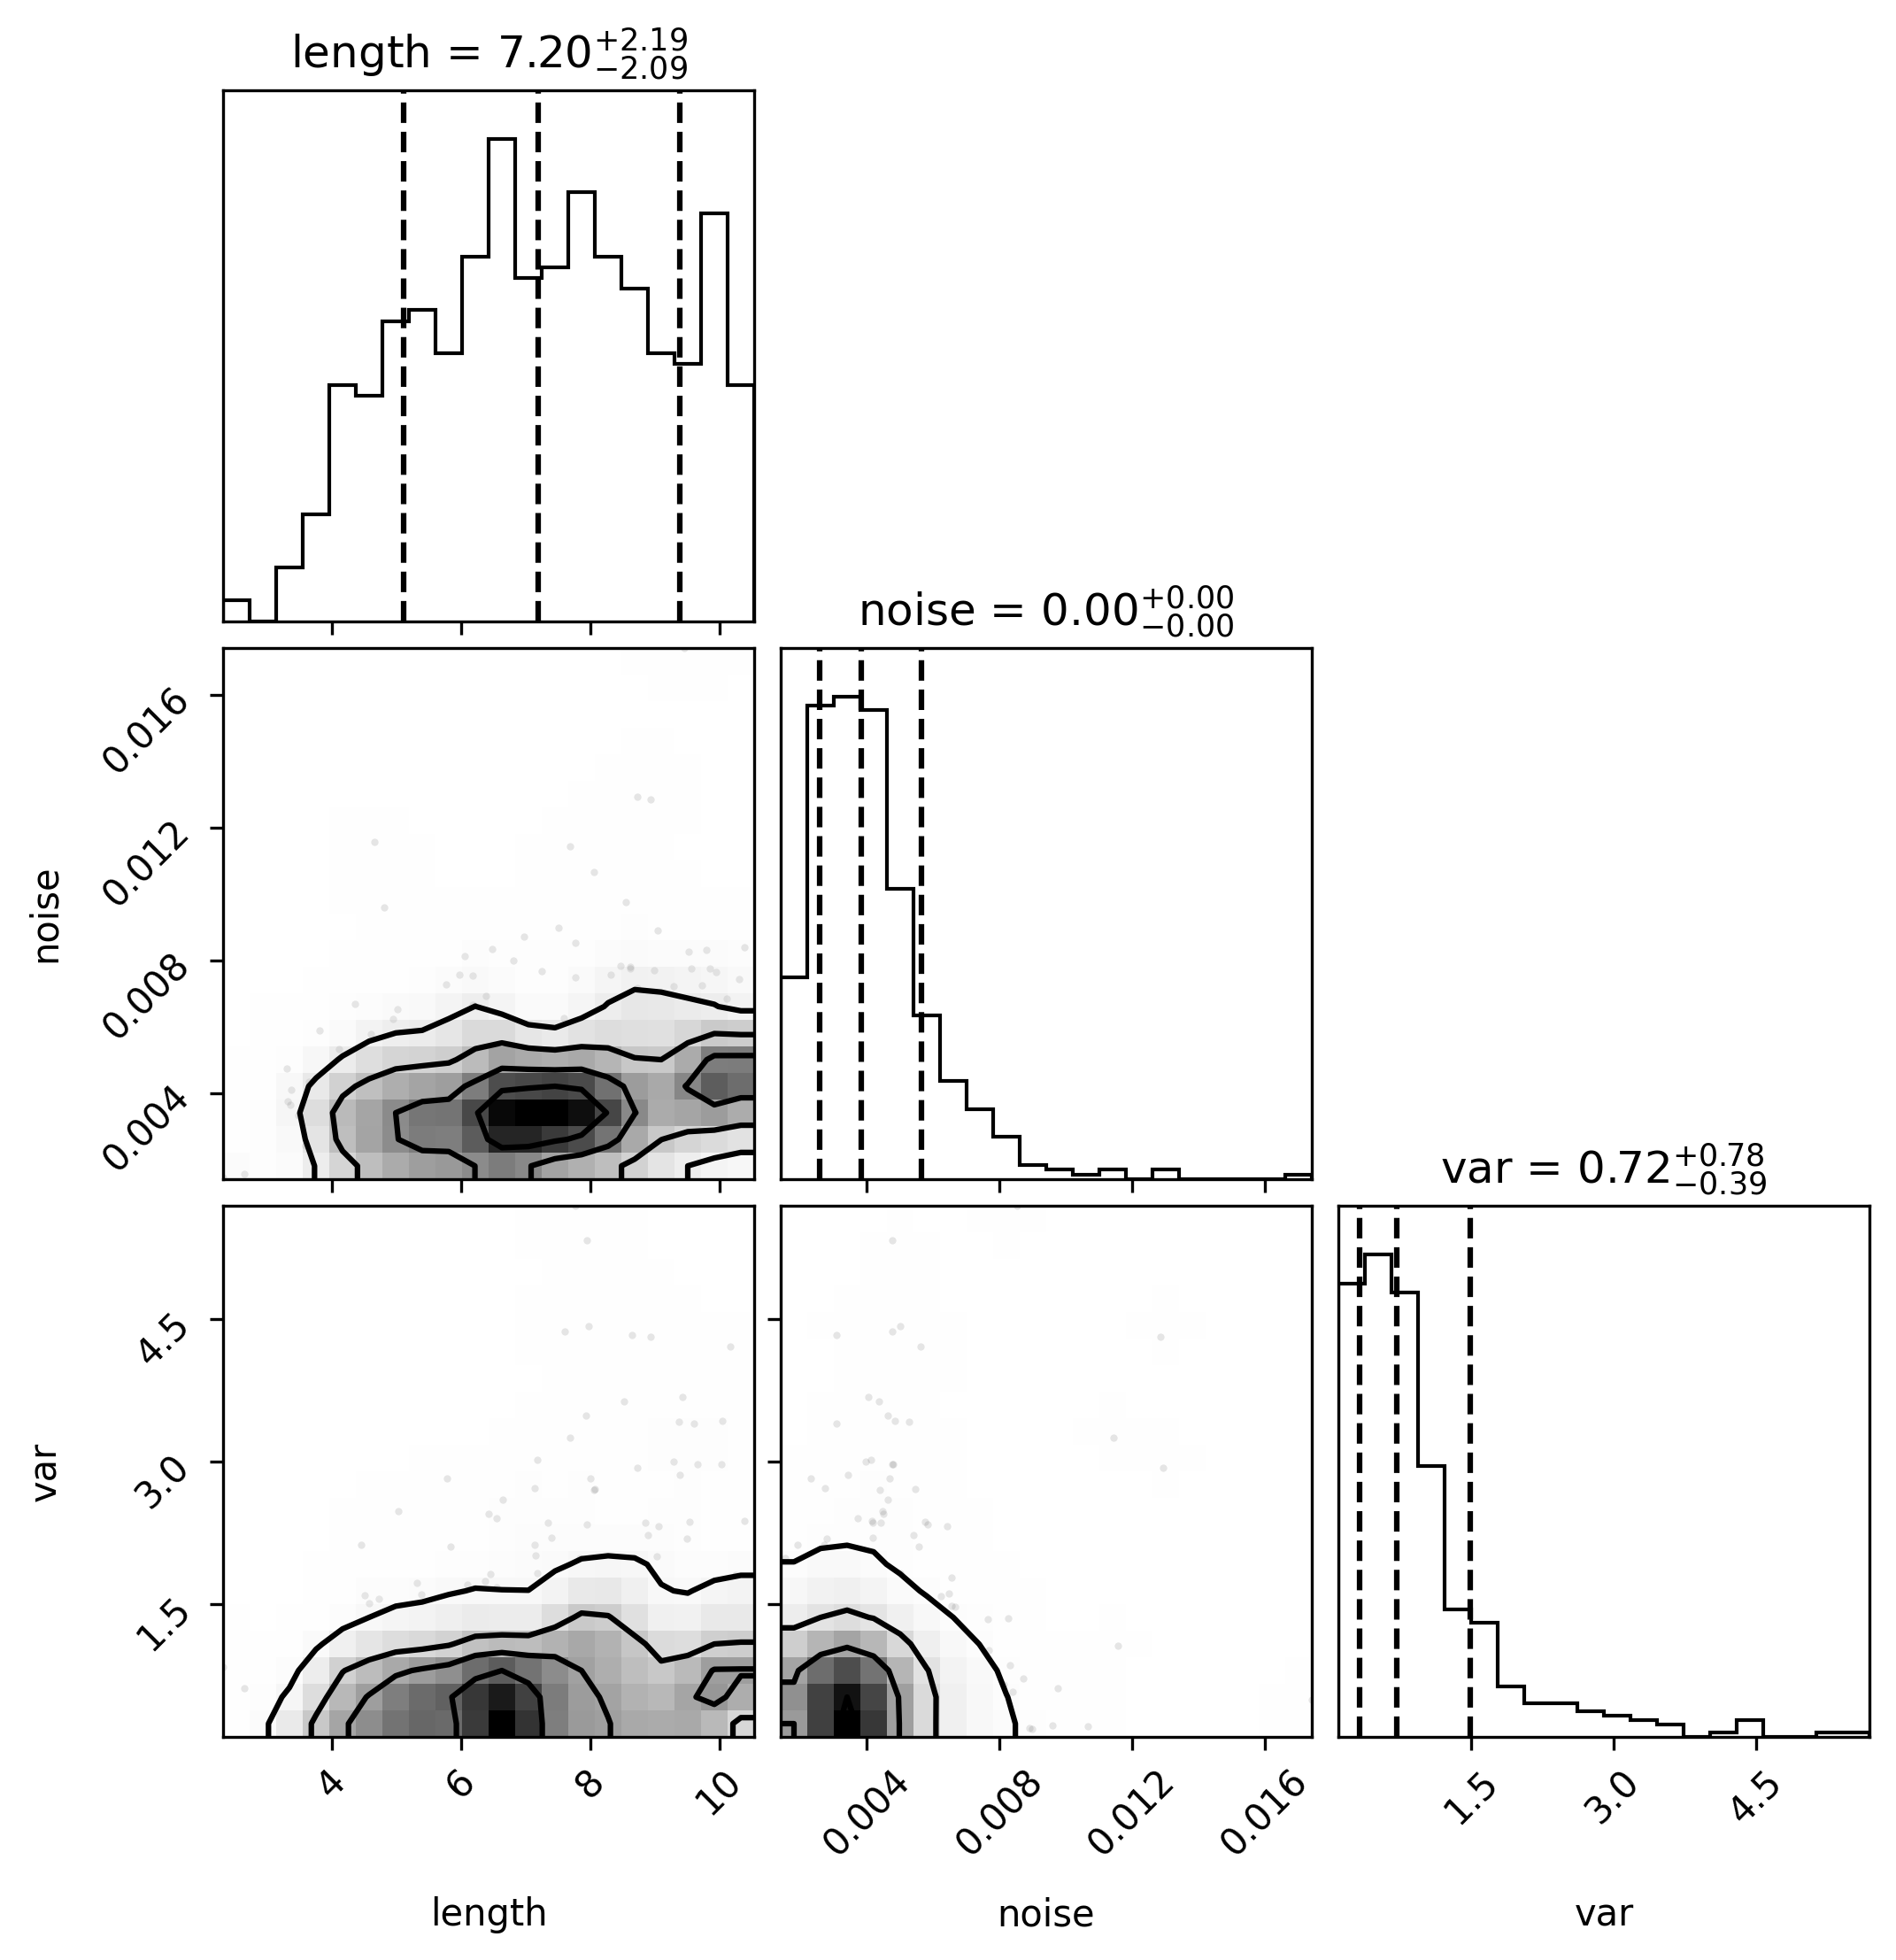 length = 7.20+2.19−2.09
noise = 0.00+0.00−0.00
0.016
0.012
0.008
0.004
noise
var = 0.72+0.78−0.39
4.5
3.0
1.5
var
4 6 8 10
0.004 0.008 0.012 0.016
1.5 3.0 4.5
length noise var